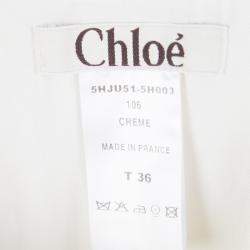 Chloé
5HJU51-5H003
106
CREME
MADE IN FRANCE
T 36